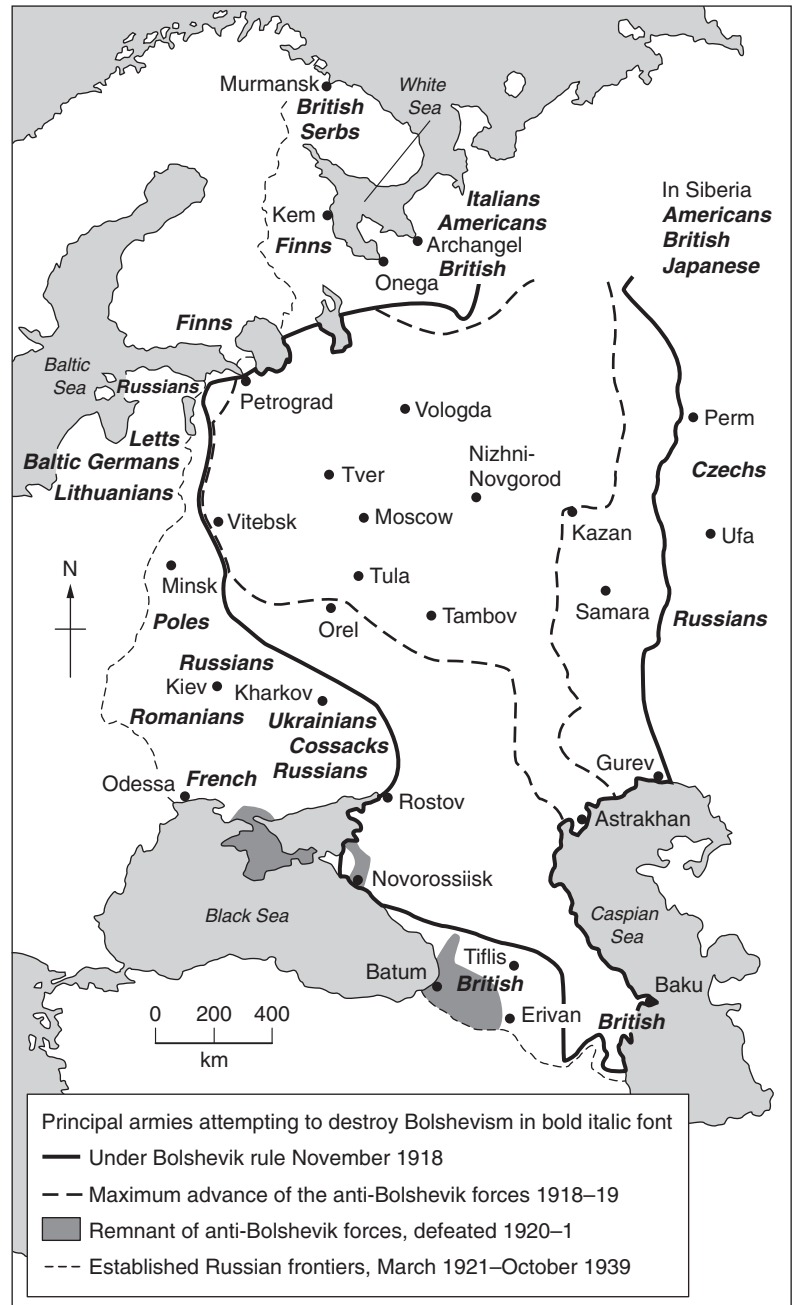 Murmansk
British
Serbs
White
Sea
Kem
Finns
Italians
Americans
Archangel
British
Onega
In Siberia
Americans
British
Japanese
Finns
Baltic
Sea
Russians
Petrograd
Vologda
Perm
Letts
Baltic Germans
Lithuanians
Tver
Nizhni-
Novgorod
Czechs
Vitebsk
Moscow
Kazan
Ufa
N
Minsk
Tula
Samara
Poles
Orel
Tambov
Russians
Russians
Kiev
Kharkov
Romanians
Ukrainians
Cossacks
Russians
Odessa
French
Rostov
Gurev
Astrakhan
Novorossiisk
Black Sea
Caspian
Sea
Batum
Tiflis
British
Erivan
Baku
British
0 200 400
km
Principal armies attempting to destroy Bolshevism in bold italic font
Under Bolshevik rule November 1918
Maximum advance of the anti-Bolshevik forces 1918–19
Remnant of anti-Bolshevik forces, defeated 1920–1
Established Russian frontiers, March 1921–October 1939